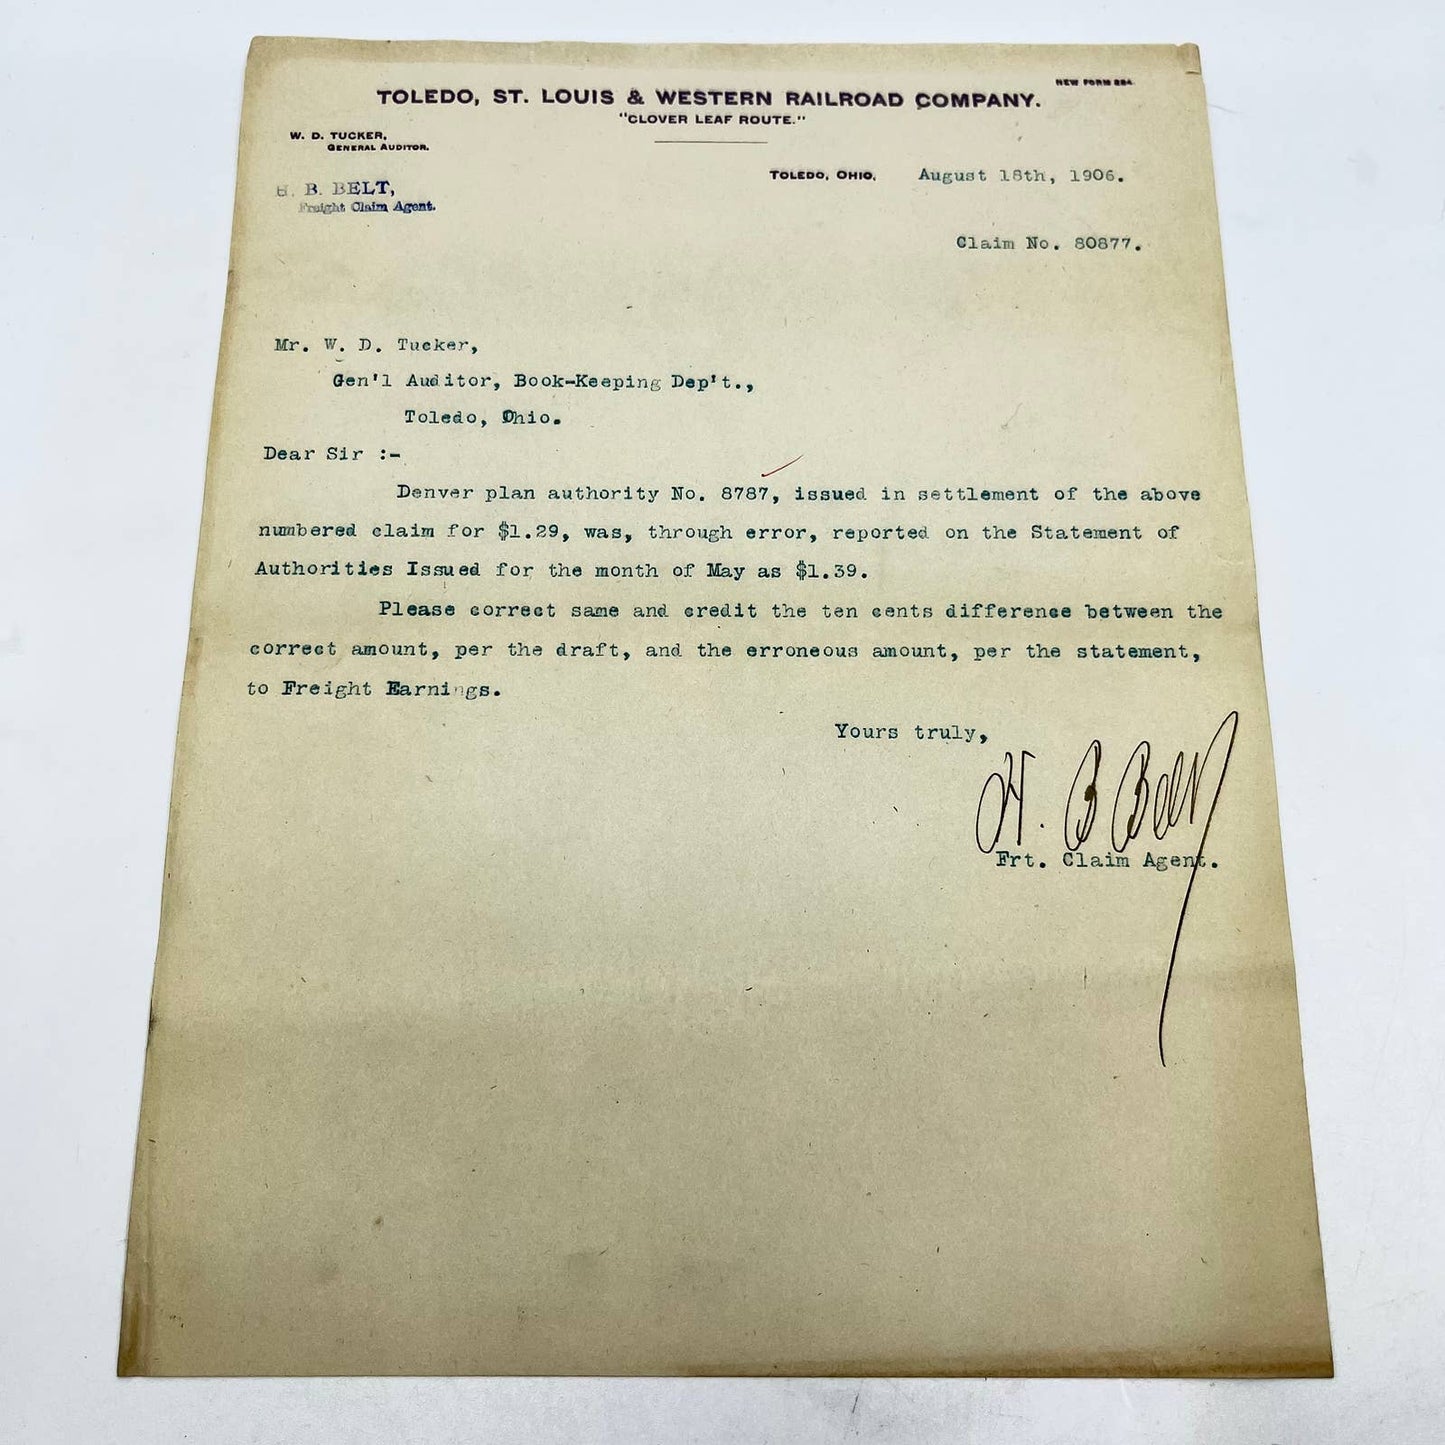 NEW FORM 224
TOLEDO, ST. LOUIS & WESTERN RAILROAD COMPANY.
"CLOVER LEAF ROUTE."
W. D. TUCKER,
GENERAL AUDITOR.
TOLEDO, OHIO, August 18th, 1906.
H. B. BELT,
Freight Claim Agent.
Claim No. 80877.
Mr. W. D. Tucker,
Gen'l Auditor, Book-Keeping Dep't.,
Toledo, Ohio.
Dear Sir :-
Denver plan authority No. 8787, issued in settlement of the above
numbered claim for $1.29, was, through error, reported on the Statement of
Authorities Issued for the month of May as $1.39.
Please correct same and credit the ten cents difference between the
correct amount, per the draft, and the erroneous amount, per the statement,
to Freight Earnings.
Yours truly,
H. B Belt
Frt. Claim Agent.